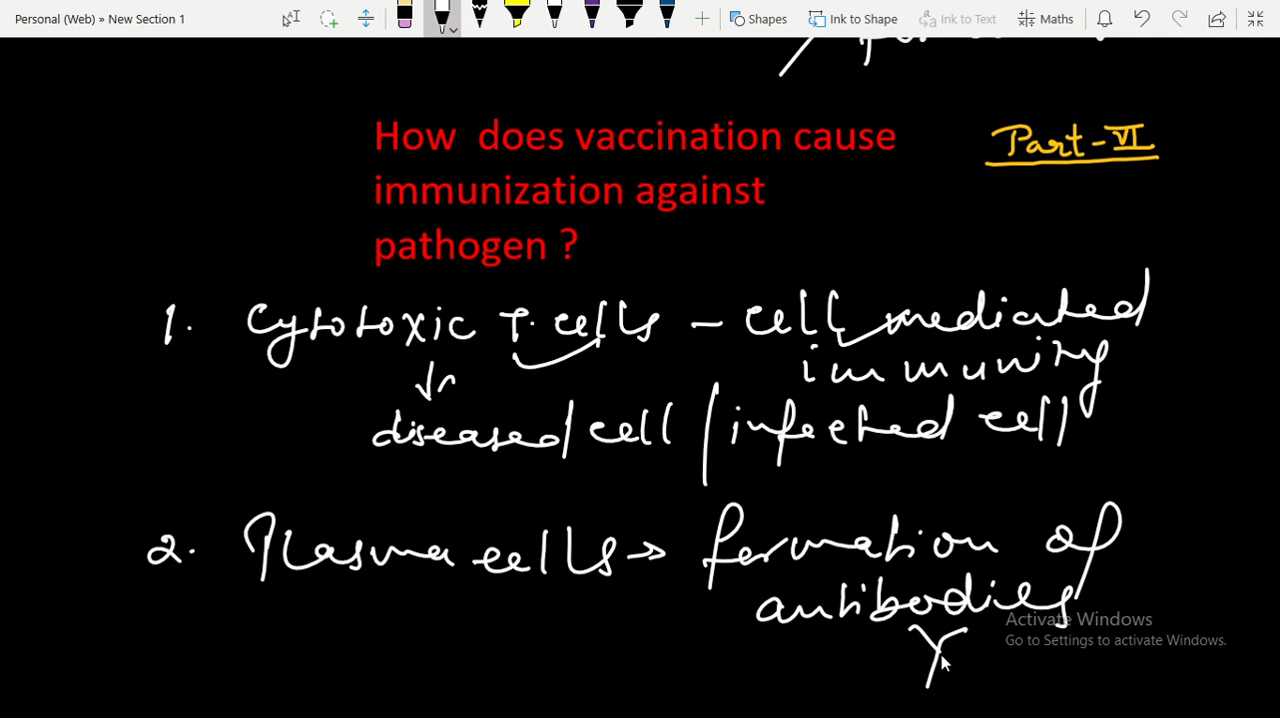 Personal (Web) » New Section 1
Shapes Ink to Shape Ink to Text Maths
How does vaccination cause
immunization against
pathogen ?
Part-VI
1. Cytotoxic T. cells - cell mediated
immunity
diseased cell / infected cell
2. Plasma cells → formation of
antibodies
Activate Windows
Go to Settings to activate Windows.